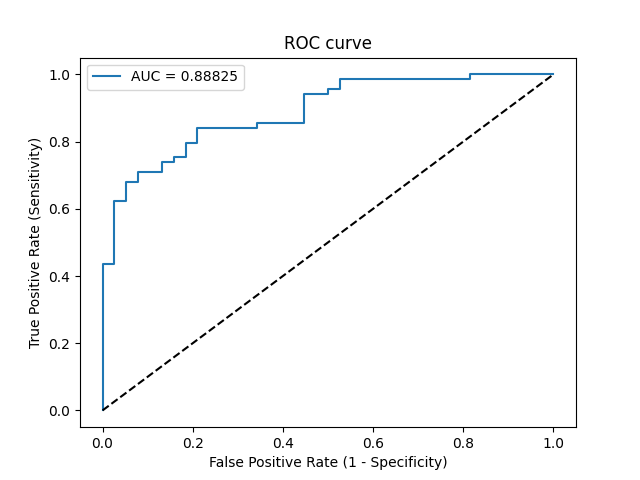 ROC curve
AUC = 0.88825
True Positive Rate (Sensitivity)
1.0
0.8
0.6
0.4
0.2
0.0
0.0 0.2 0.4 0.6 0.8 1.0
False Positive Rate (1 - Specificity)